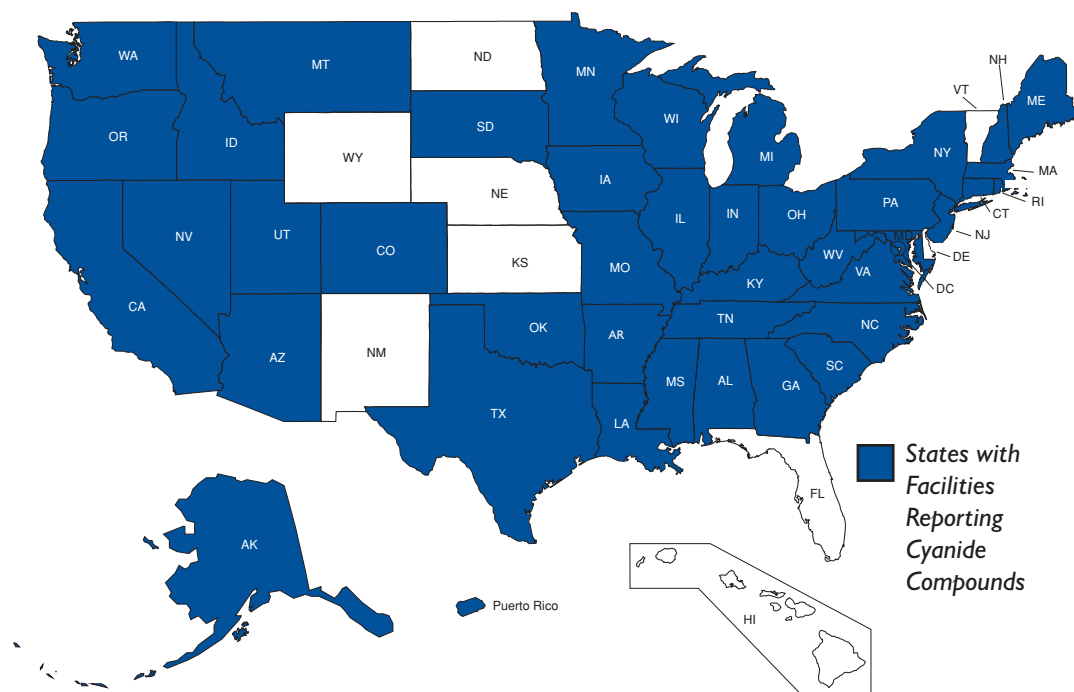 WA
MT
ND
MN
NH
VT
ME
OR
ID
SD
WI
MI
NY
WY
MA
IA
NE
RI
PA
CT
NV
UT
CO
IL
IN
OH
NJ
MD
WV
DE
KS
MO
VA
KY
DC
CA
TN
NC
OK
AR
AZ
NM
SC
MS
AL
GA
TX
LA
FL
States with
Facilities
Reporting
Cyanide
Compounds
AK
Puerto Rico
HI